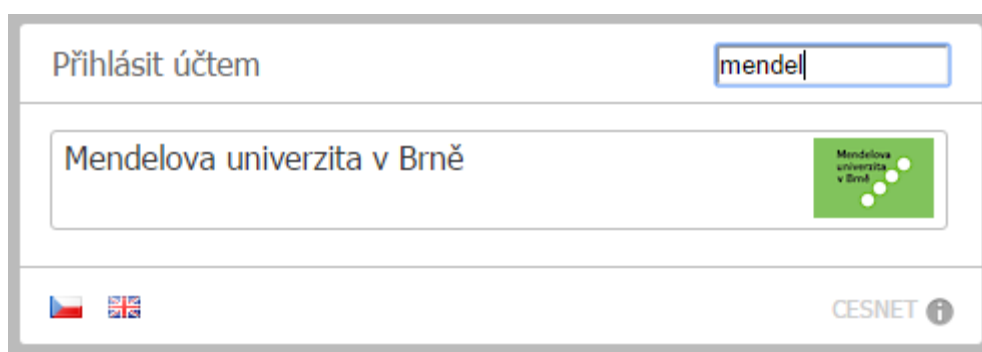 Přihlásit účtem
mendel
Mendelova univerzita v Brně
Mendelova
univerzita
v Brně
CESNET